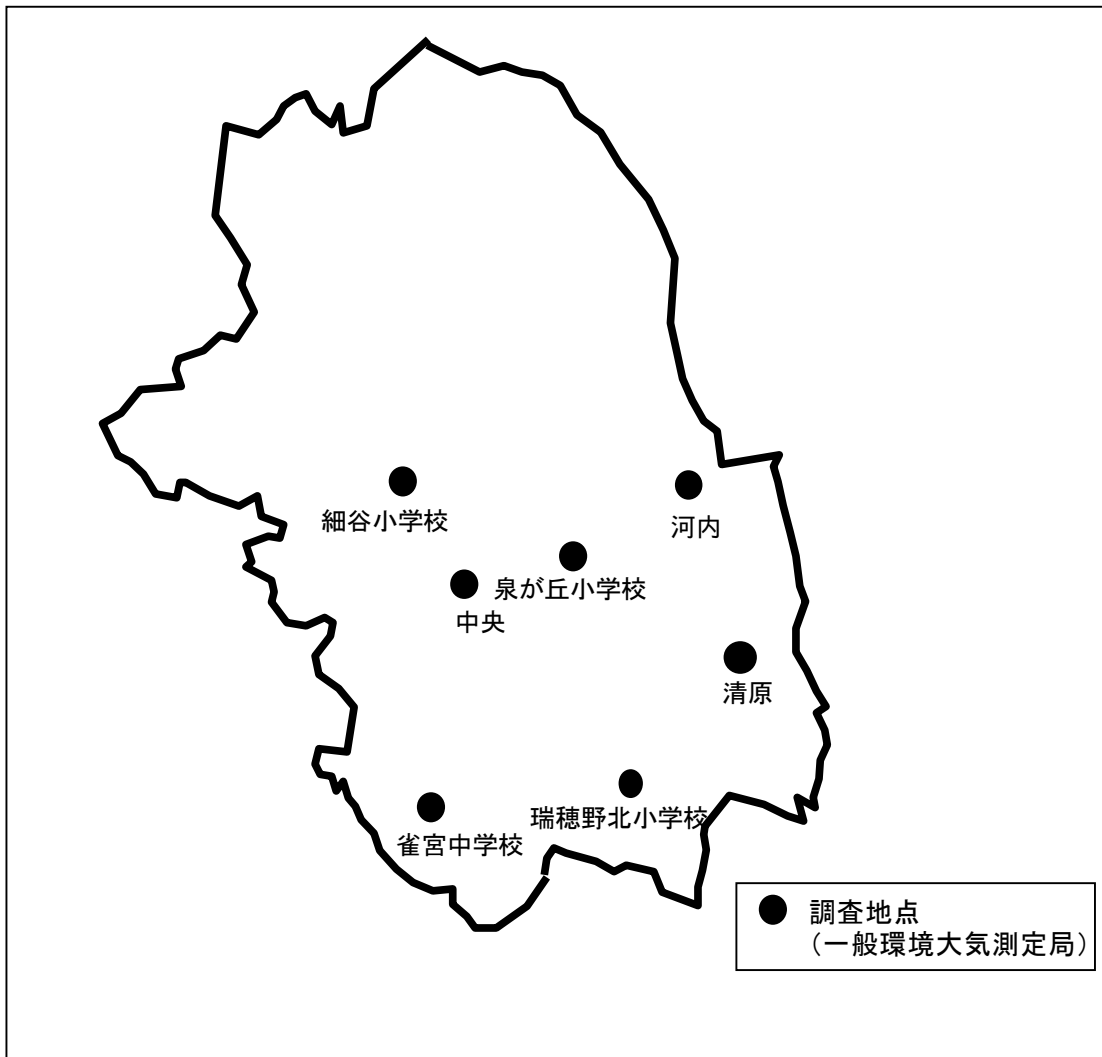 細谷小学校
河内
泉が丘小学校
中央
清原
瑞穂野北小学校
雀宮中学校
調査地点
（一般環境大気測定局）